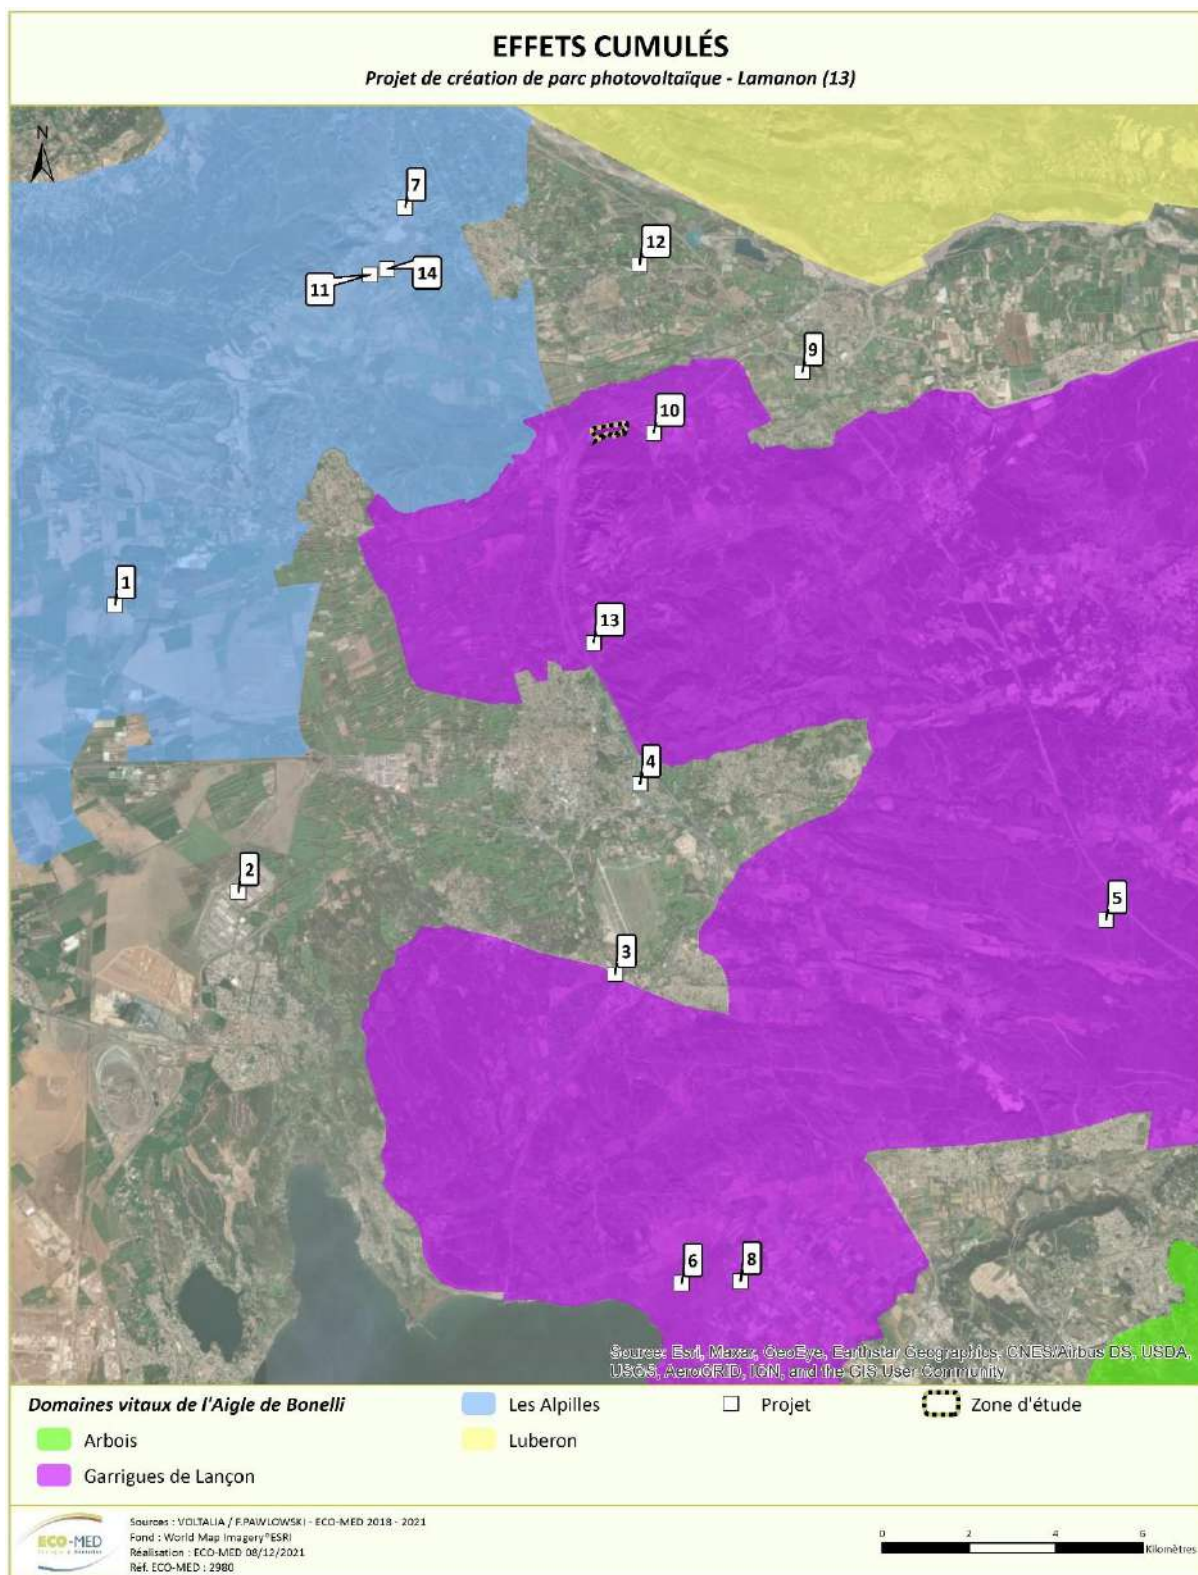 EFFETS CUMULÉS
Projet de création de parc photovoltaïque - Lamanon (13)
N
7
12
11
14
9
10
1
13
4
2
5
3
6
8
Source: Esri, Maxar, GeoEye, Earthstar Geographics, CNES/Airbus DS, USDA,
USGS, AeroGRID, IGN, and the GIS User Community
Domaines vitaux de l'Aigle de Bonelli
Les Alpilles
Projet
Zone d'étude
Arbois
Luberon
Garrigues de Lançon
ECO-MED
Sources : VOLTALIA / F.PAWLOWSKI - ECO-MED 2018 - 2021
Fond : World Map Imagery®ESRI
Réalisation : ECO-MED 08/12/2021
Réf. ECO-MED : 2980
0 2 4 6
Kilomètres